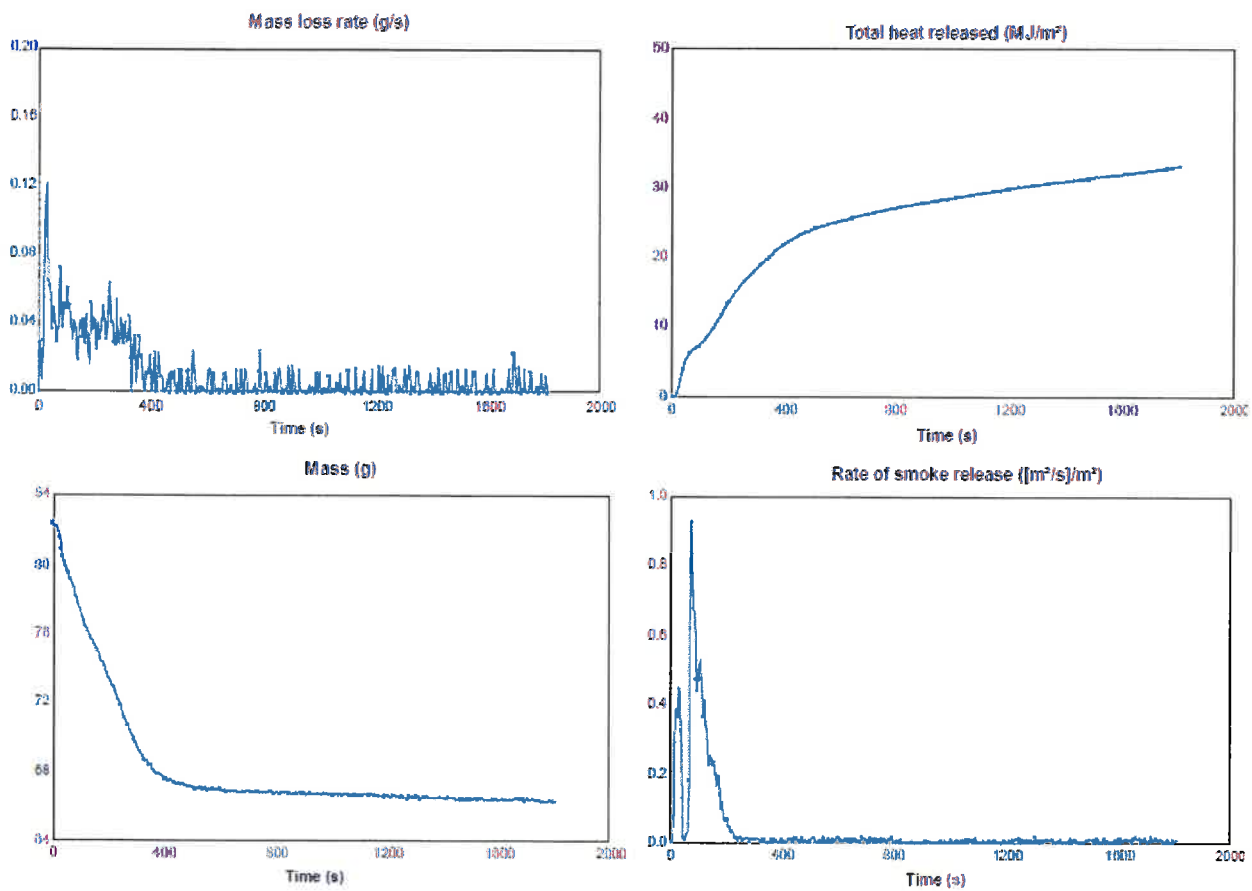 Mass loss rate (g/s)
0.20
0.16
0.12
0.08
0.04
0.00
0 400 800 1200 1600 2000
Time (s)
Total heat released (MJ/m²)
50
40
30
20
10
0
0 400 800 1200 1600 2000
Time (s)
Mass (g)
84
80
76
72
68
64
0 400 800 1200 1600 2000
Time (s)
Rate of smoke release ([m²/s]/m²)
1.0
0.8
0.6
0.4
0.2
0.0
0 400 800 1200 1600 2000
Time (s)